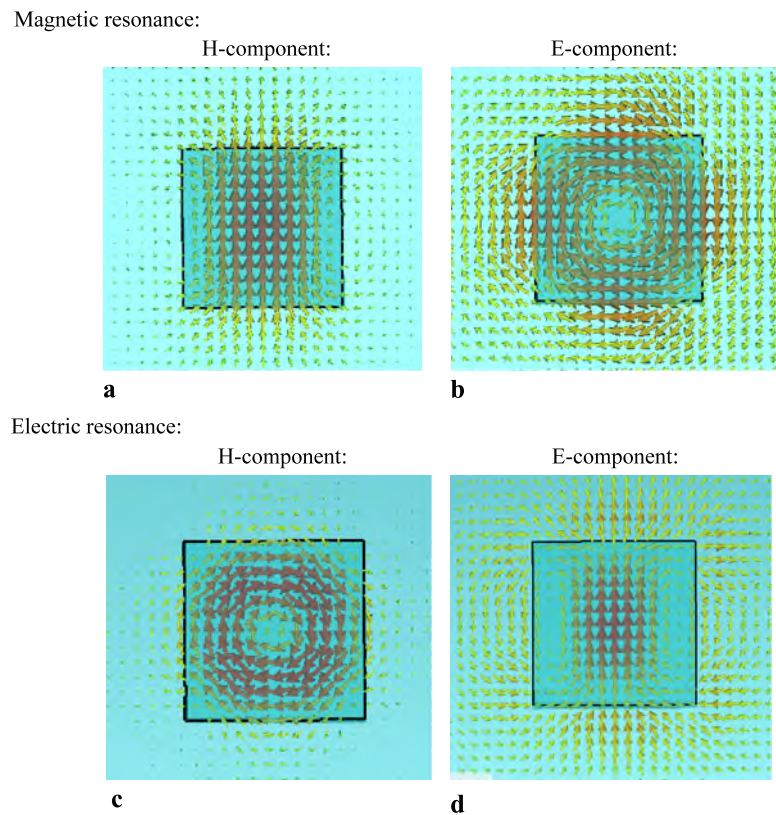 Magnetic resonance:
H-component:
E-component:
a
b
Electric resonance:
H-component:
E-component:
c
d